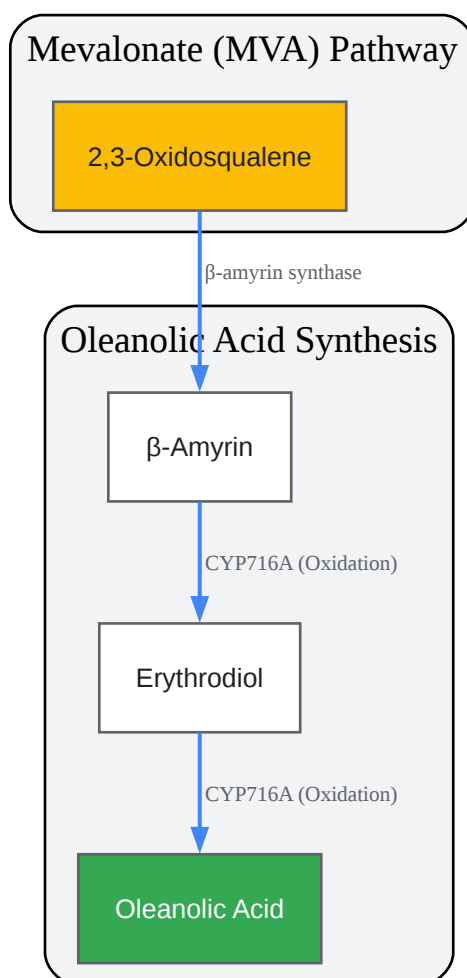 Mevalonate (MVA) Pathway
2,3-Oxidosqualene
β-amyrin synthase
Oleanolic Acid Synthesis
β-Amyrin
CYP716A (Oxidation)
Erythrodiol
CYP716A (Oxidation)
Oleanolic Acid